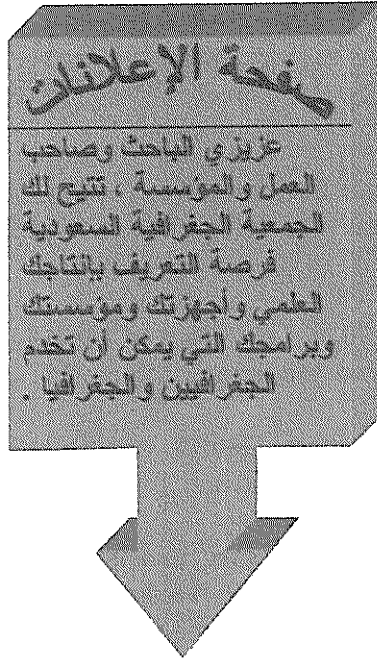 صفحة الإعلانات
عزيزي الباحث وصاحب
العمل والمؤسسة ، تتيح لك
الجمعية الجغرافية السعودية
فرصة التعريف بإنتاجك
العلمي وأجهزتك ومؤسستك
وبرامجك التي يمكن أن تخدم
الجغرافيين والجغرافيا .